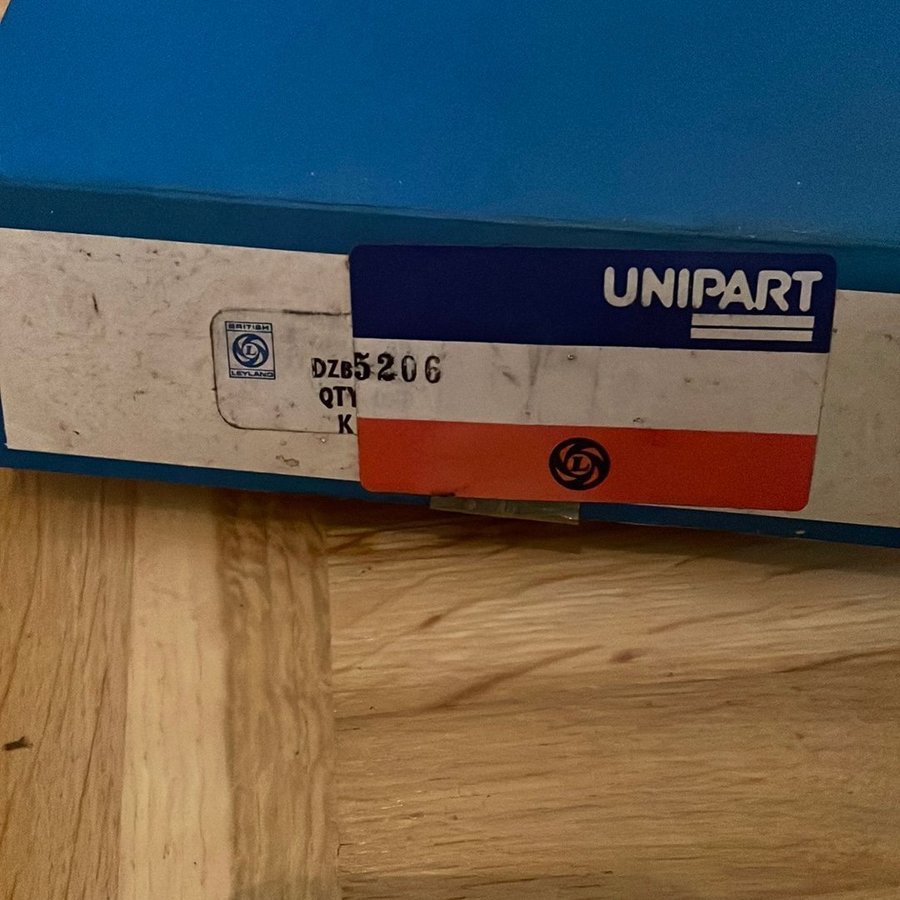 UNIPART
BRITISH
L
LEYLAND
DZB5206
QTY
K
L